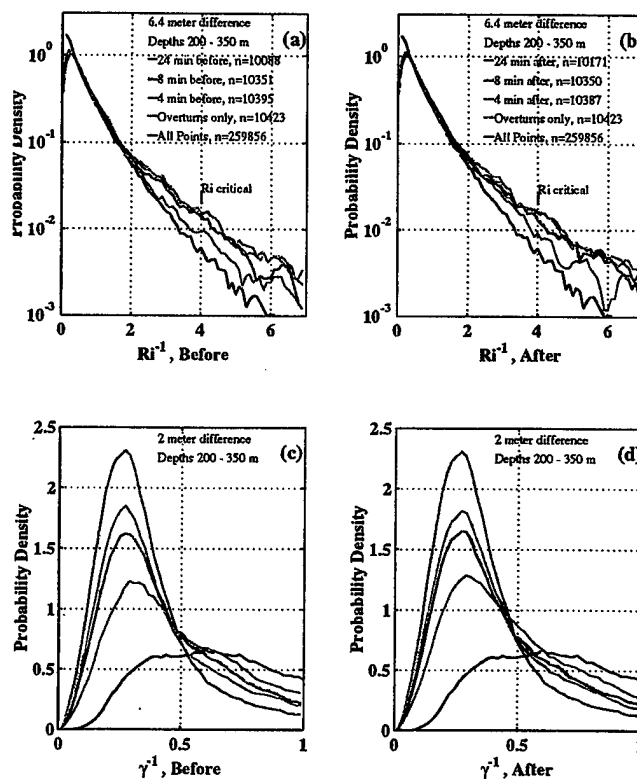 6.4 meter difference
(a)
Depths 200 - 350 m
24 min before, n=10088
8 min before, n=10351
4 min before, n=10395
Overturns only, n=10423
All Points, n=259856
Ri critical
10^0
10^-1
10^-2
10^-3
Probability Density
0 2 4 6
Ri^-1 , Before
6.4 meter difference
(b
Depths 200 - 350 m
24 min after, n=10171
8 min after, n=10350
4 min after, n=10387
Overturns only, n=10423
All Points, n=259856
Ri critical
10^0
10^-1
10^-2
10^-3
Probability Density
0 2 4 6
Ri^-1 , After
2 meter difference
(c)
Depths 200 - 350 m
2.5
2
1.5
1
0.5
0
Probability Density
0 0.5 1
γ^-1 , Before
2 meter difference
(d)
Depths 200 - 350 m
2.5
2
1.5
1
0.5
0
Probability Density
0 0.5 1
γ^-1 , After